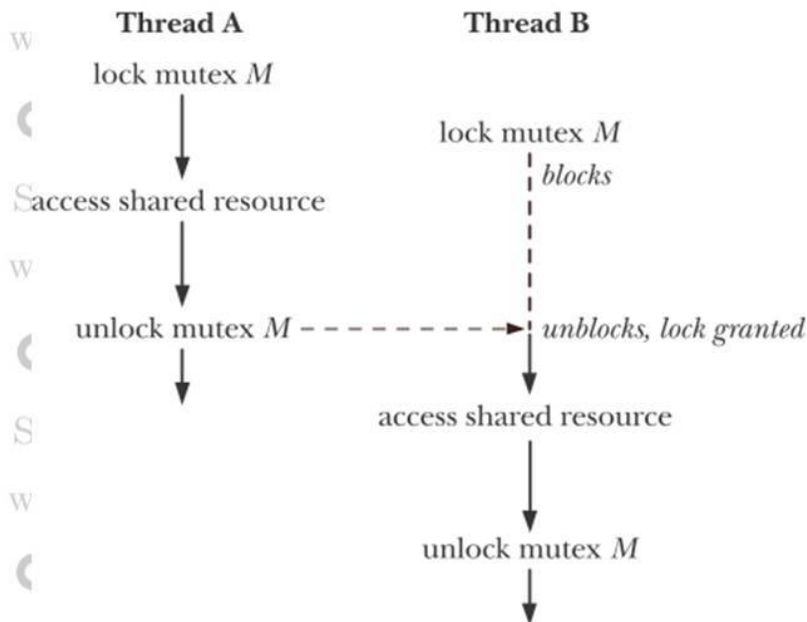 Thread A
Thread B
lock mutex M
lock mutex M
blocks
access shared resource
unlock mutex M
unblocks, lock granted
access shared resource
unlock mutex M